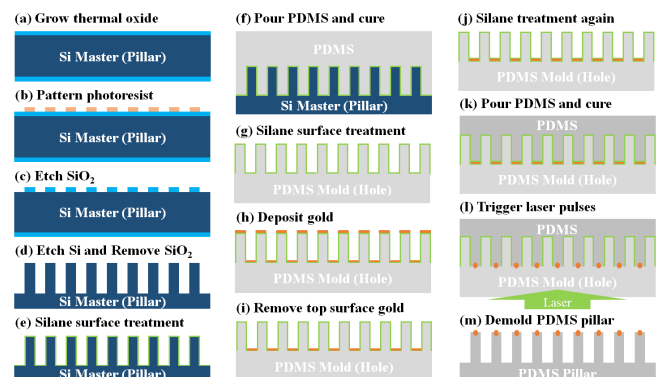 (a) Grow thermal oxide
Si Master (Pillar)
(b) Pattern photoresist
Si Master (Pillar)
(c) Etch SiO₂
Si Master (Pillar)
(d) Etch Si and Remove SiO₂
Si Master (Pillar)
(e) Silane surface treatment
Si Master (Pillar)
(f) Pour PDMS and cure
PDMS
Si Master (Pillar)
(g) Silane surface treatment
PDMS Mold (Hole)
(h) Deposit gold
PDMS Mold (Hole)
(i) Remove top surface gold
PDMS Mold (Hole)
(j) Silane treatment again
PDMS Mold (Hole)
(k) Pour PDMS and cure
PDMS
PDMS Mold (Hole)
(l) Trigger laser pulses
PDMS
PDMS Mold (Hole)
Laser
(m) Demold PDMS pillar
PDMS Pillar